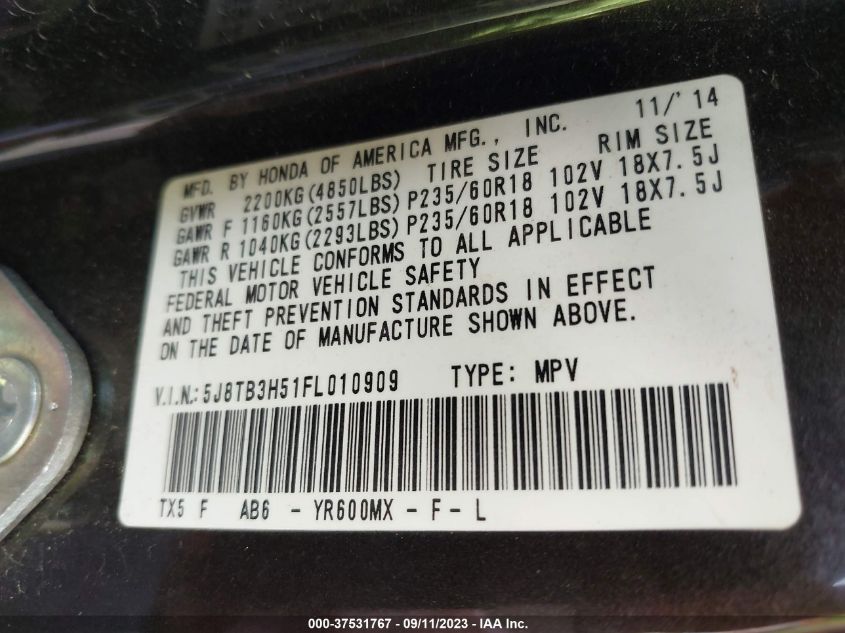 MFD. BY HONDA OF AMERICA MFG., INC. 11/'14
GVWR 2200KG(4850LBS) TIRE SIZE RIM SIZE
GAWR F 1160KG(2557LBS) P235/60R18 102V 18X7.5J
GAWR R 1040KG(2293LBS) P235/60R18 102V 18X7.5J
THIS VEHICLE CONFORMS TO ALL APPLICABLE
FEDERAL MOTOR VEHICLE SAFETY
AND THEFT PREVENTION STANDARDS IN EFFECT
ON THE DATE OF MANUFACTURE SHOWN ABOVE.
V.I.N.: 5J8TB3H51FL010909 TYPE: MPV
TX5 F AB6 - YR600MX - F - L
000-37531767 - 09/11/2023 - IAA Inc.